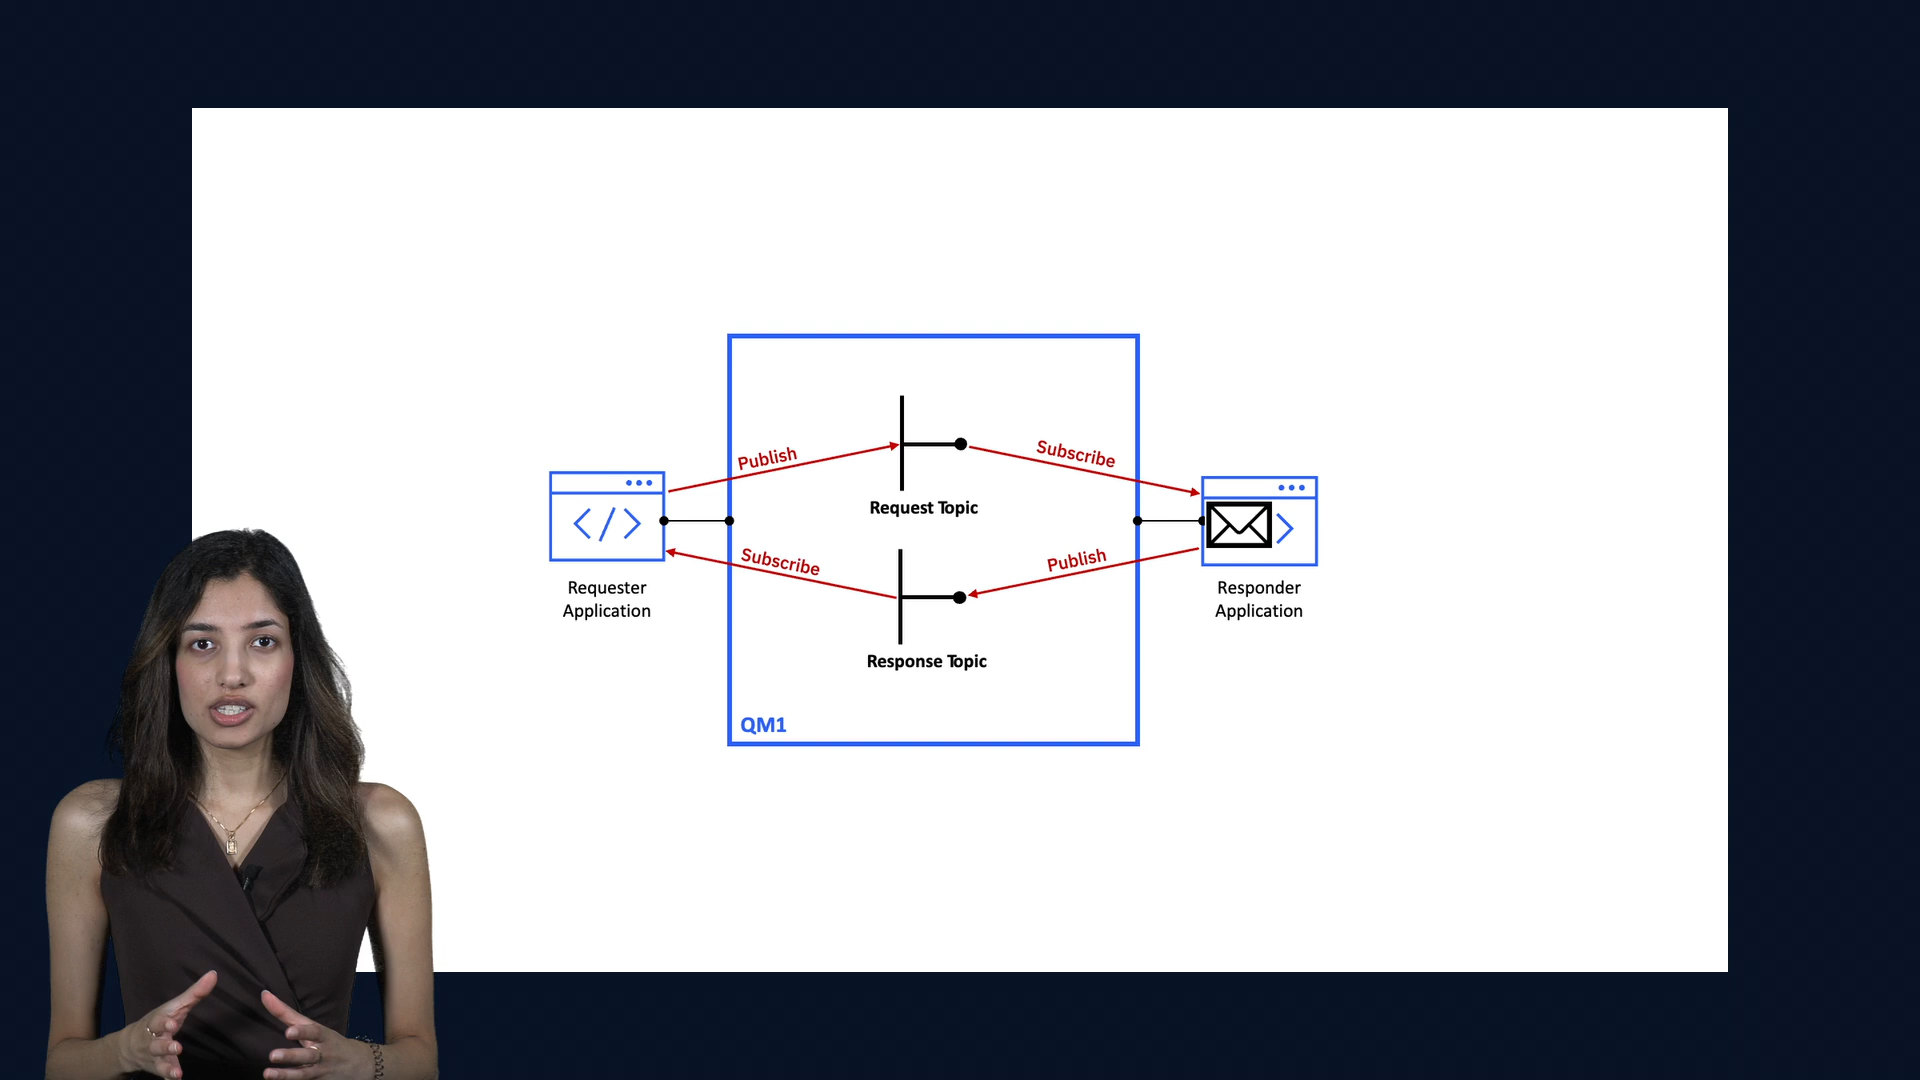 Publish
Subscribe
Request Topic
Requester
Application
Subscribe
Publish
Responder
Application
Response Topic
QM1